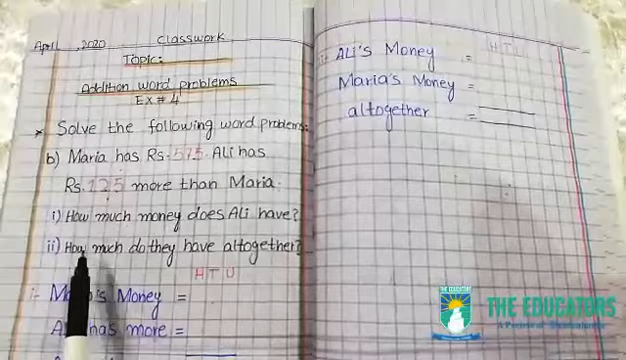 April ,2020 Classwork
Topic:
Addition word problems
Ex # 4
* Solve the following word problems:
b) Maria has Rs. 575. Ali has
Rs. 125 more than Maria.
i) How much money does Ali have?
ii) How much do they have altogether?
H T U
Money =
has more =
H T U
Ali's Money =
Maria's Money =
altogether =
THE EDUCATORS